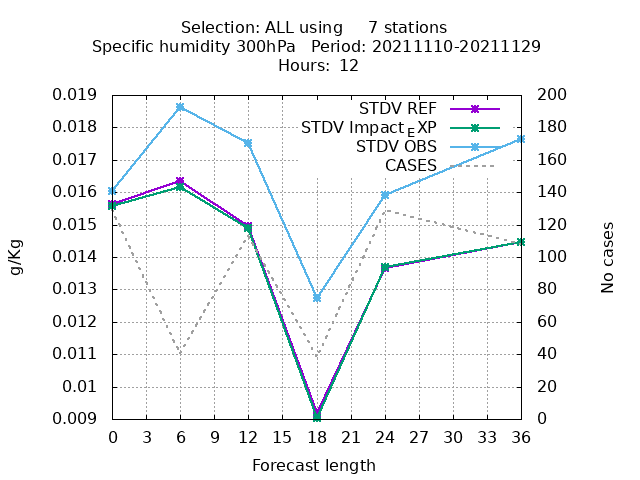 Selection: ALL using     7 stations
Specific humidity 300hPa   Period: 20211110-20211129
Hours: 12
0.019
0.018
0.017
0.016
0.015
0.014
0.013
0.012
0.011
0.01
0.009
g/Kg
STDV REF
STDV Impact_EXP
STDV OBS
CASES
200
180
160
140
120
100
80
60
40
20
0
No cases
0 3 6 9 12 15 18 21 24 27 30 33 36
Forecast length